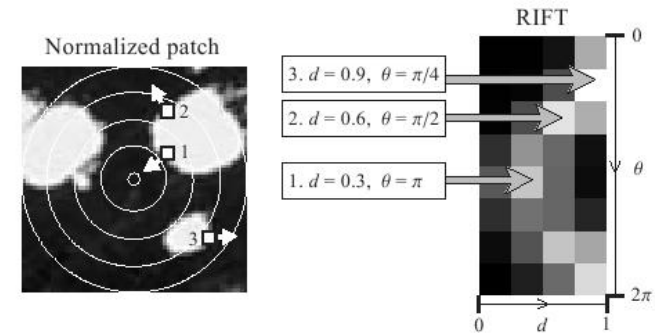 RIFT
Normalized patch
0
3. d = 0.9, θ = π/4
2
2. d = 0.6, θ = π/2
1
1. d = 0.3, θ = π
θ
3
2π
0 d 1